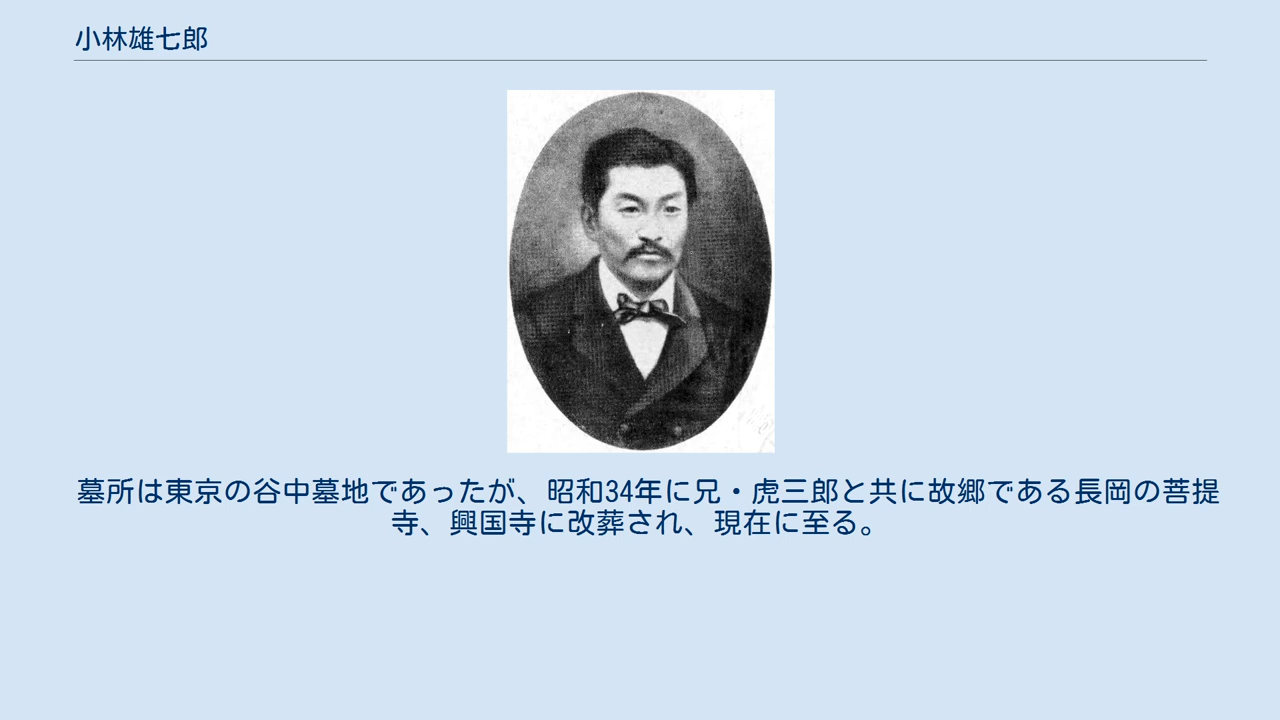 小林雄七郎
墓所は東京の谷中墓地であったが、昭和34年に兄・虎三郎と共に故郷である長岡の菩提
寺、興国寺に改葬され、現在に至る。